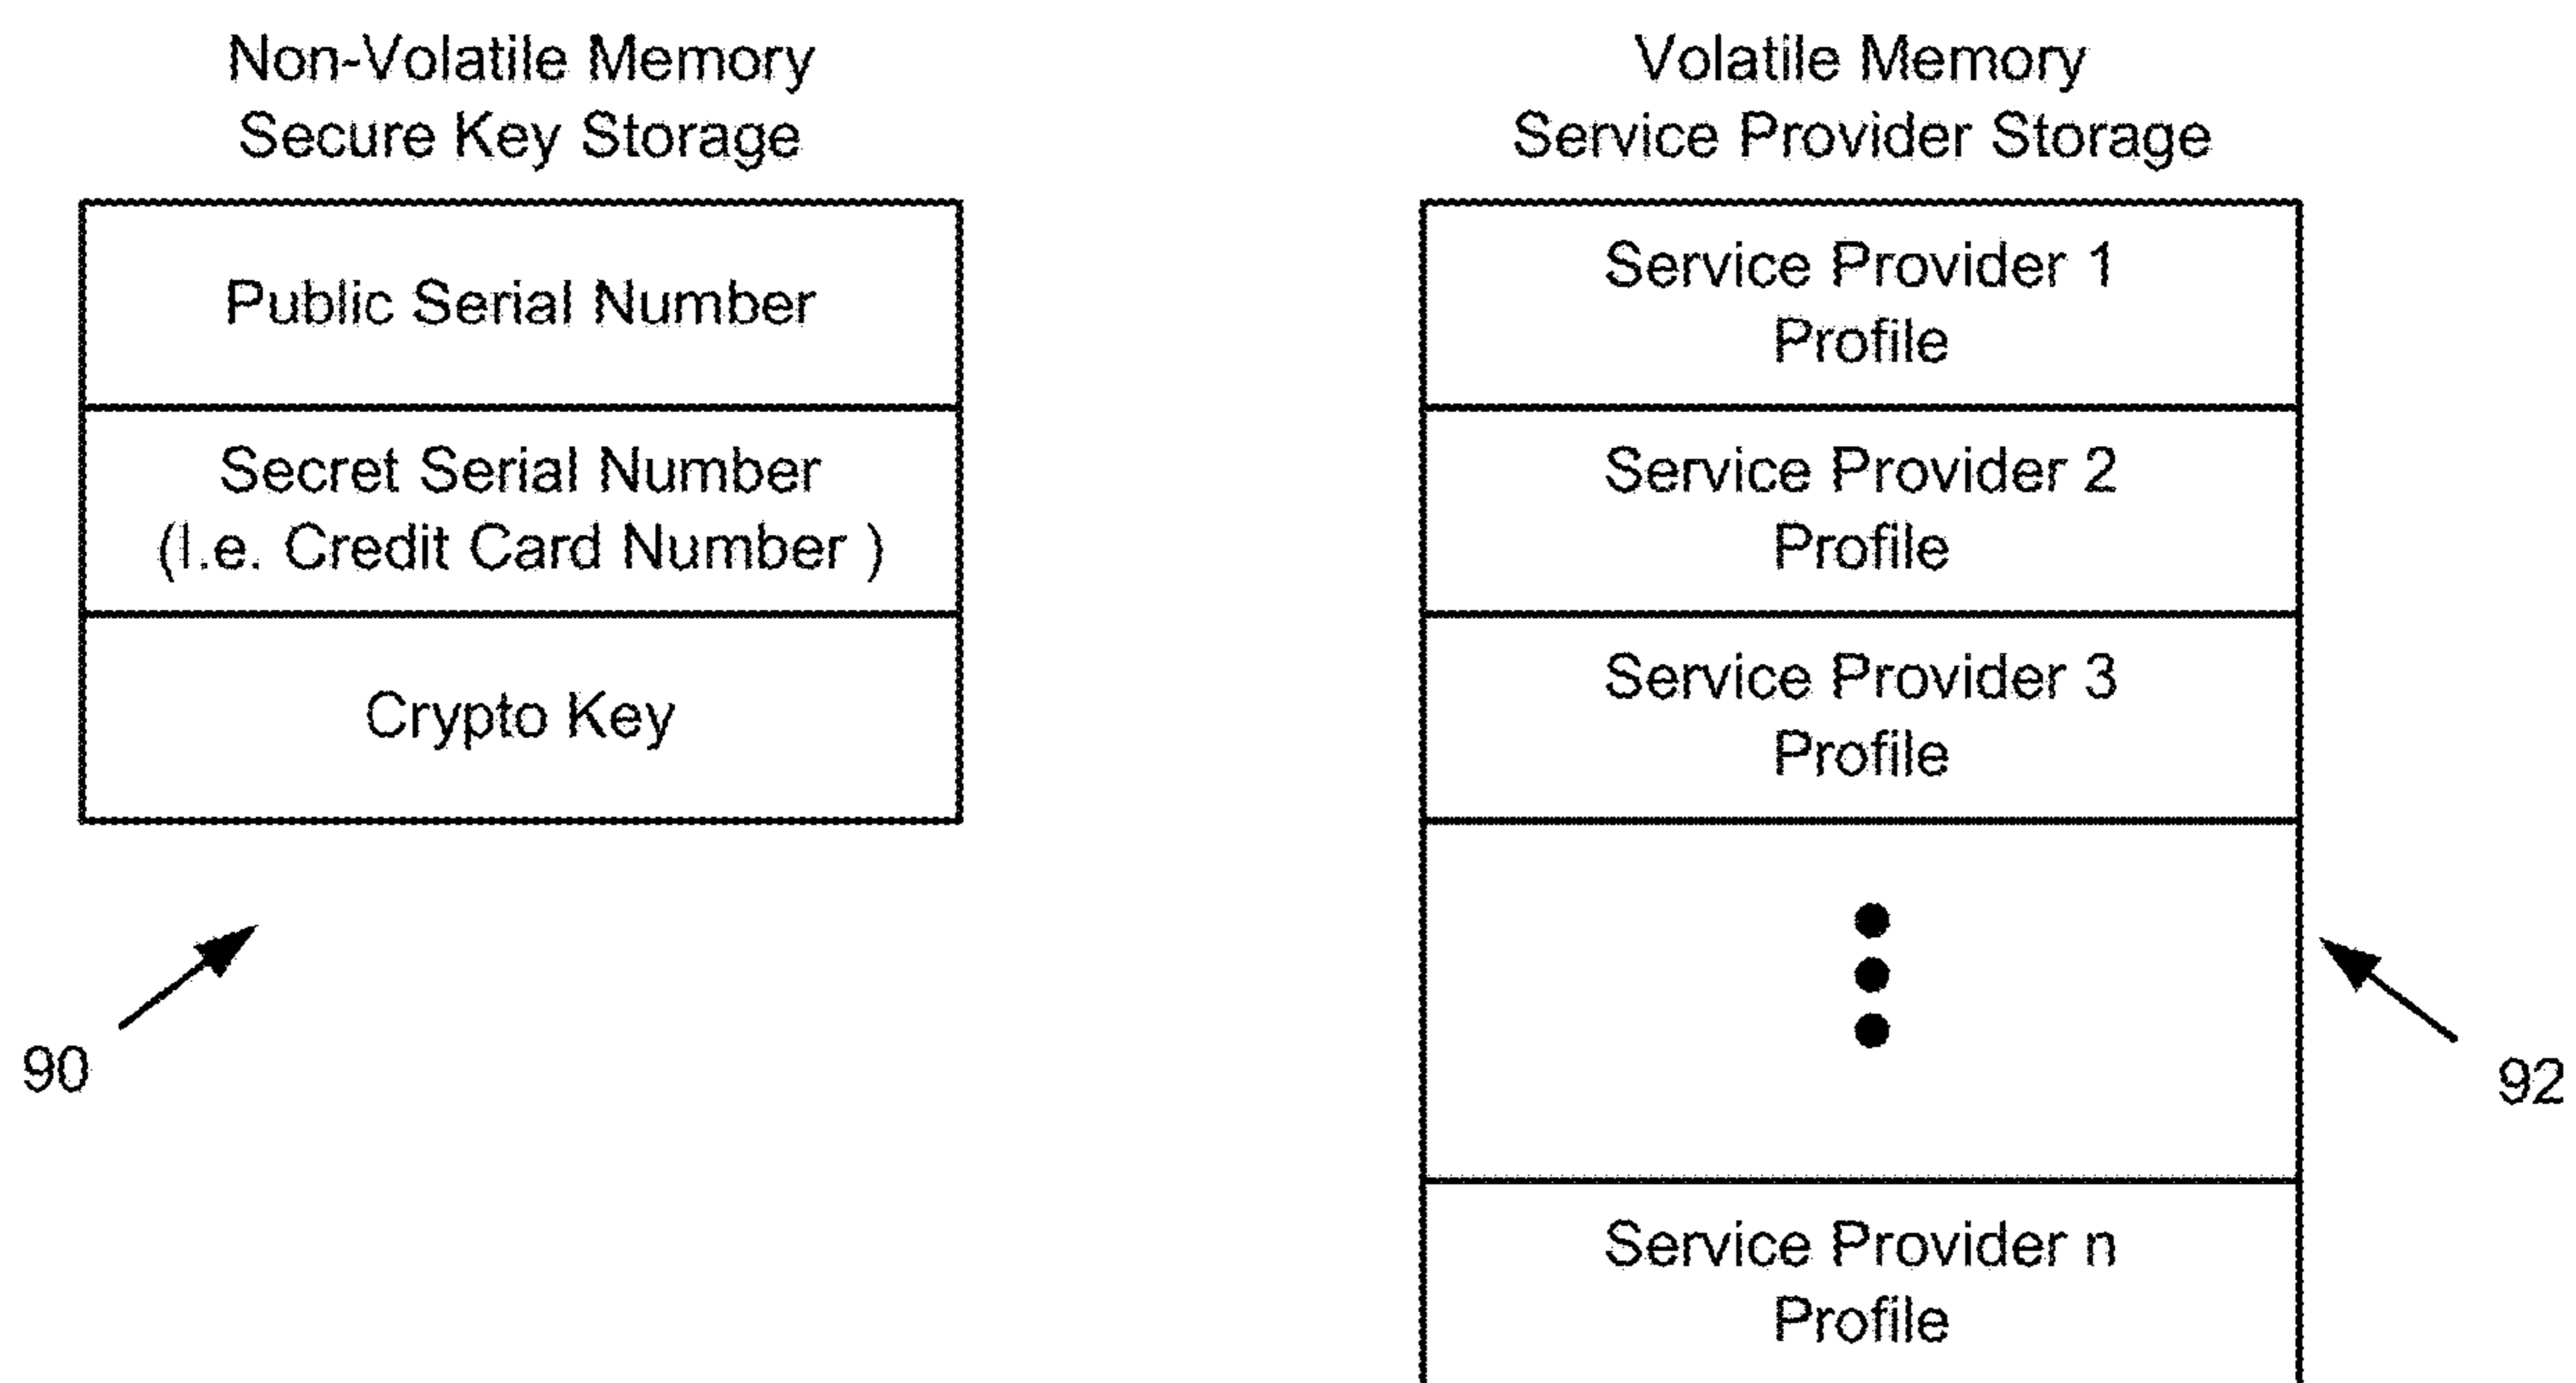 Non-Volatile Memory
Secure Key Storage
Public Serial Number
Secret Serial Number
(I.e. Credit Card Number )
Crypto Key
90
Volatile Memory
Service Provider Storage
Service Provider 1
Profile
Service Provider 2
Profile
Service Provider 3
Profile
Service Provider n
Profile
92